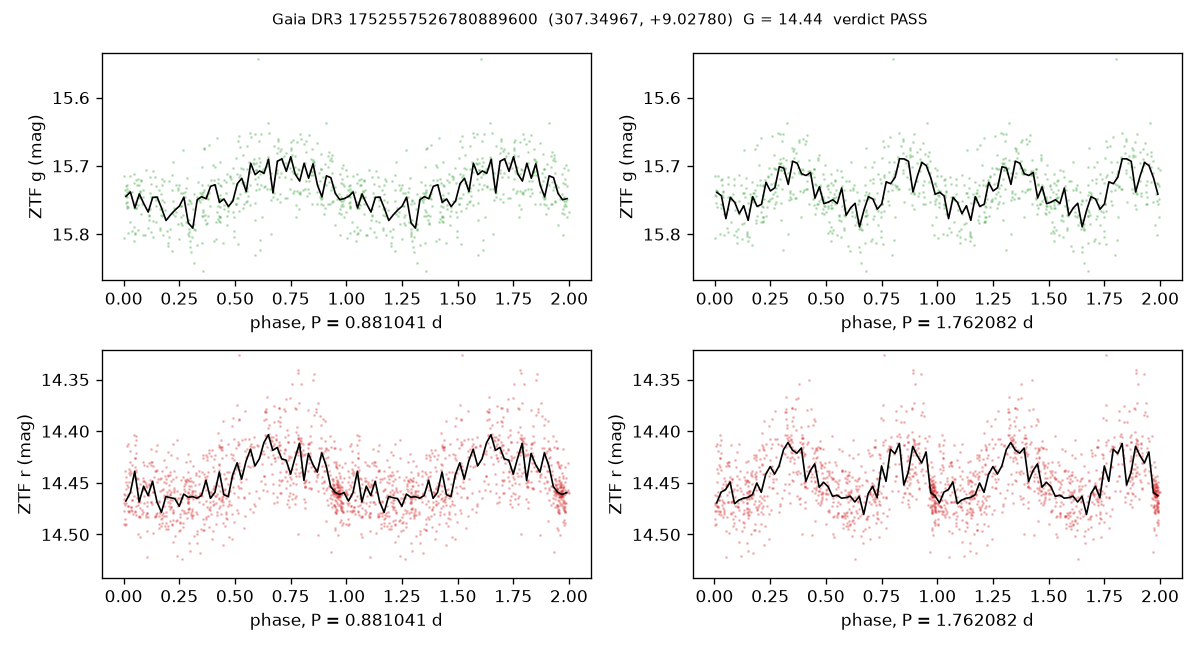 Gaia DR3 1752557526780889600 (307.34967, +9.02780) G = 14.44 verdict PASS
ZTF g (mag)
15.6
15.7
15.8
0.00 0.25 0.50 0.75 1.00 1.25 1.50 1.75 2.00
phase, P = 0.881041 d
ZTF g (mag)
15.6
15.7
15.8
0.00 0.25 0.50 0.75 1.00 1.25 1.50 1.75 2.00
phase, P = 1.762082 d
ZTF r (mag)
14.35
14.40
14.45
14.50
0.00 0.25 0.50 0.75 1.00 1.25 1.50 1.75 2.00
phase, P = 0.881041 d
ZTF r (mag)
14.35
14.40
14.45
14.50
0.00 0.25 0.50 0.75 1.00 1.25 1.50 1.75 2.00
phase, P = 1.762082 d